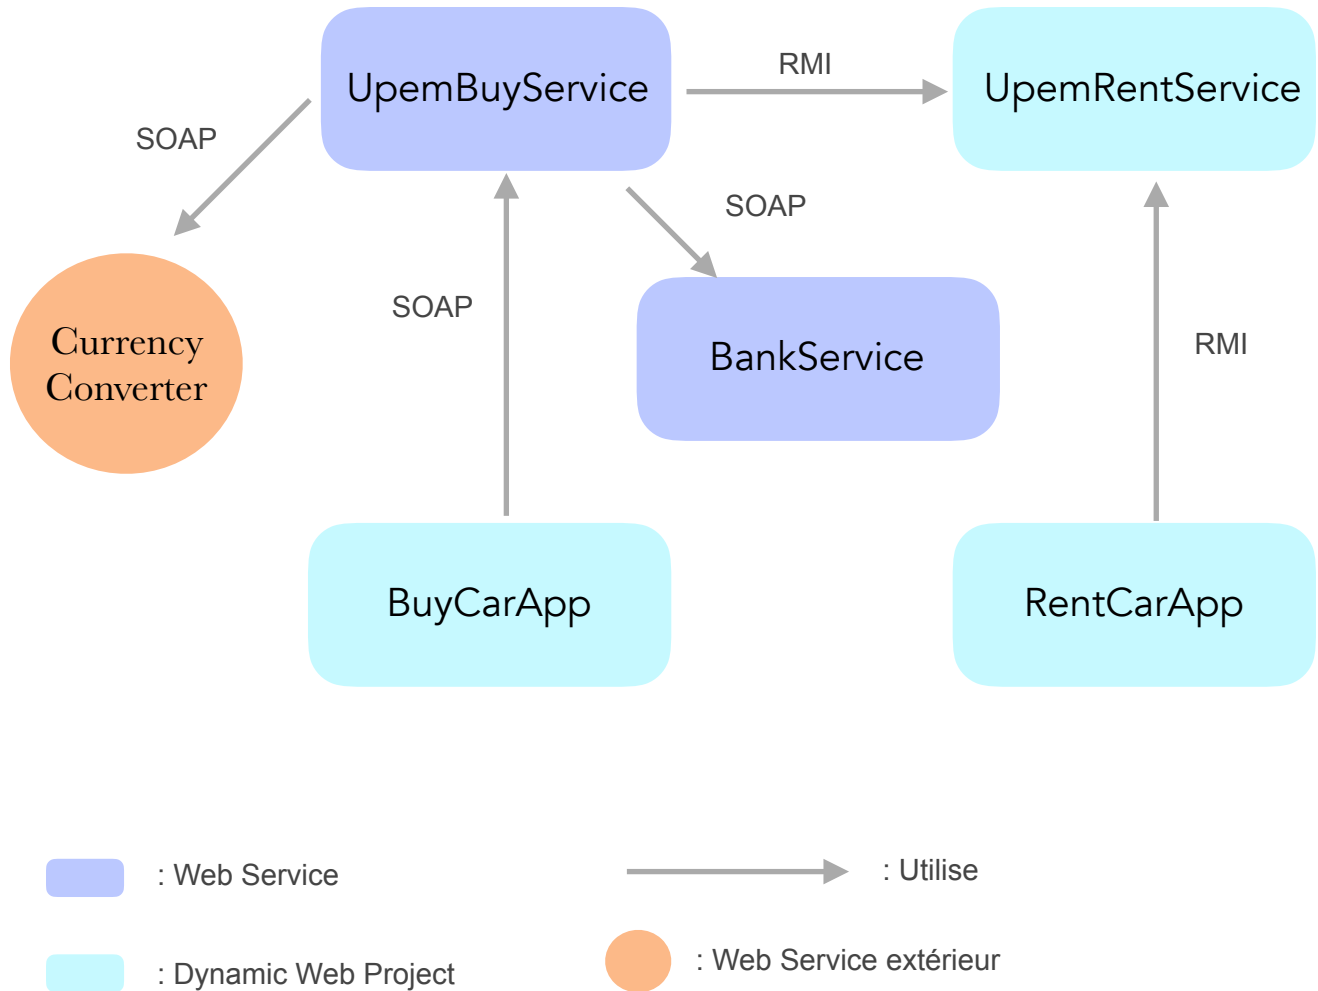 RMI
UpemBuyService
UpemRentService
SOAP
SOAP
SOAP
Currency
Converter
BankService
RMI
BuyCarApp
RentCarApp
: Web Service
: Utilise
: Dynamic Web Project
: Web Service extérieur